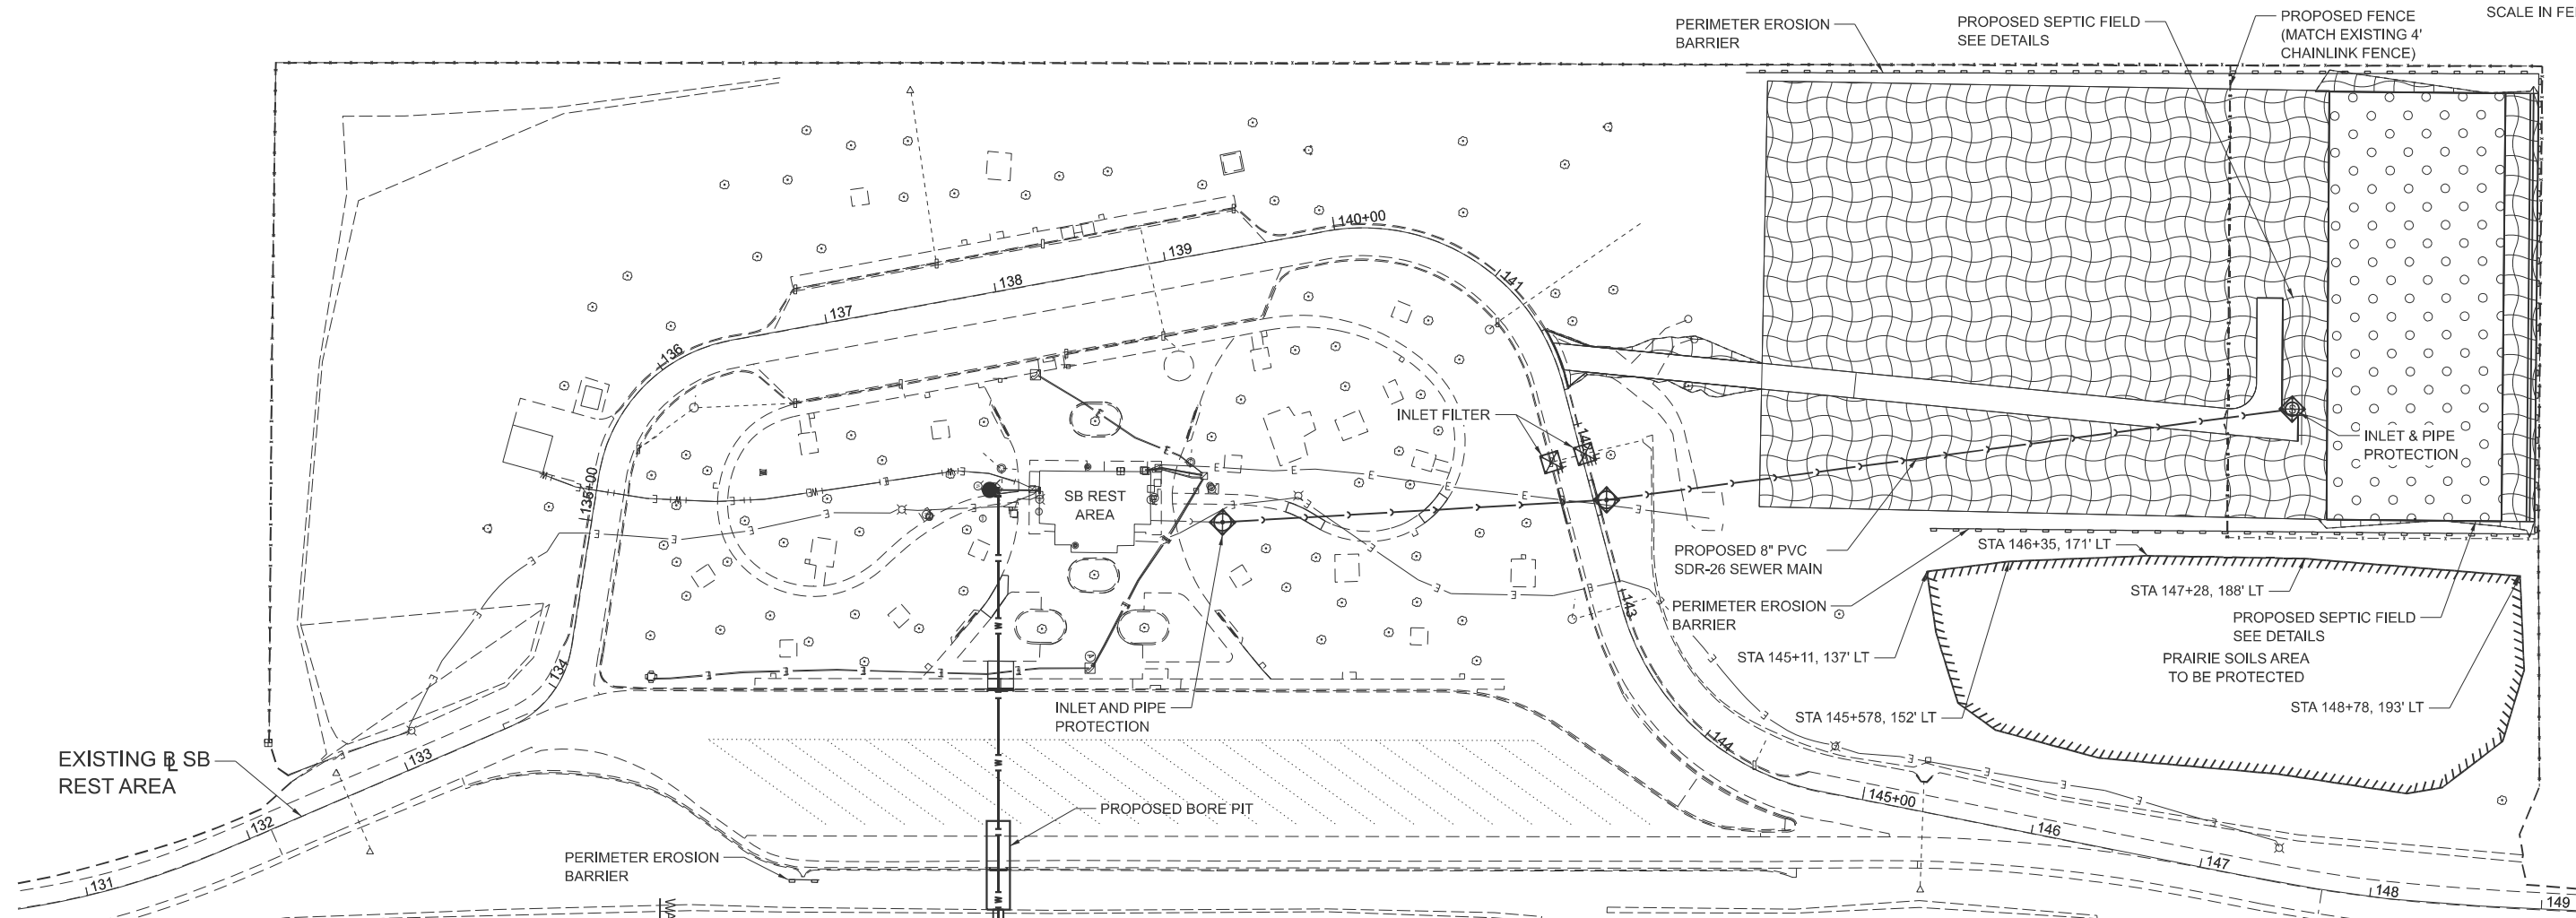 PERIMETER EROSION
BARRIER
PROPOSED SEPTIC FIELD
SEE DETAILS
PROPOSED FENCE
(MATCH EXISTING 4'
CHAINLINK FENCE)
SCALE IN
140+00
139
138
137
136
141
135+00
134
133
132
131
INLET FILTER
SB REST
AREA
INLET & PIPE
PROTECTION
PROPOSED 8" PVC
SDR-26 SEWER MAIN
STA 146+35, 171' LT
STA 147+28, 188' LT
PERIMETER EROSION
BARRIER
PROPOSED SEPTIC FIELD
SEE DETAILS
143
STA 145+11, 137' LT
PRAIRIE SOILS AREA
TO BE PROTECTED
STA 145+578, 152' LT
STA 148+78, 193' LT
INLET AND PIPE
PROTECTION
144
EXISTING BL SB
REST AREA
PROPOSED BORE PIT
145+00
146
147
148
149
PERIMETER EROSION
BARRIER